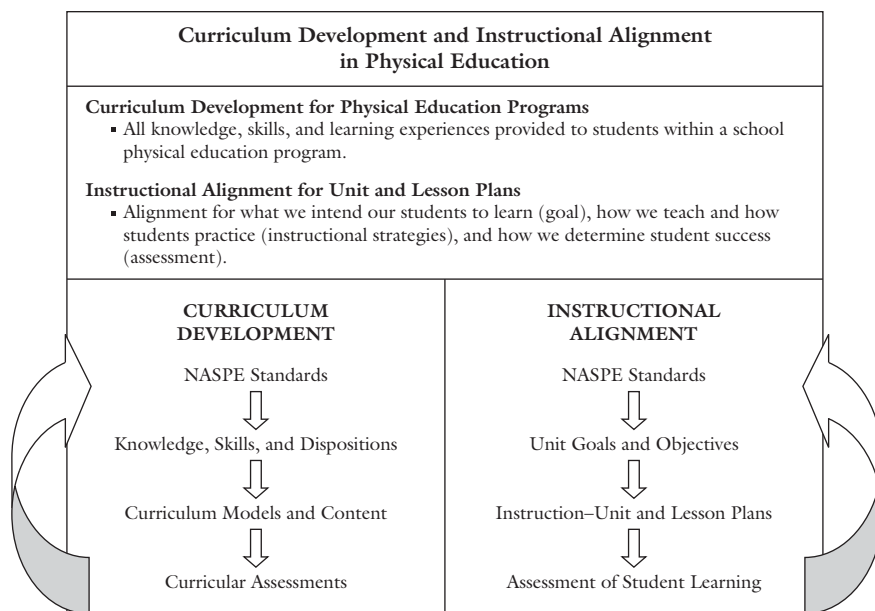 Curriculum Development and Instructional Alignment
in Physical Education
Curriculum Development for Physical Education Programs
▪ All knowledge, skills, and learning experiences provided to students within a school
physical education program.
Instructional Alignment for Unit and Lesson Plans
▪ Alignment for what we intend our students to learn (goal), how we teach and how
students practice (instructional strategies), and how we determine student success
(assessment).
CURRICULUM
DEVELOPMENT
NASPE Standards
Knowledge, Skills, and Dispositions
Curriculum Models and Content
Curricular Assessments
INSTRUCTIONAL
ALIGNMENT
NASPE Standards
Unit Goals and Objectives
Instruction–Unit and Lesson Plans
Assessment of Student Learning